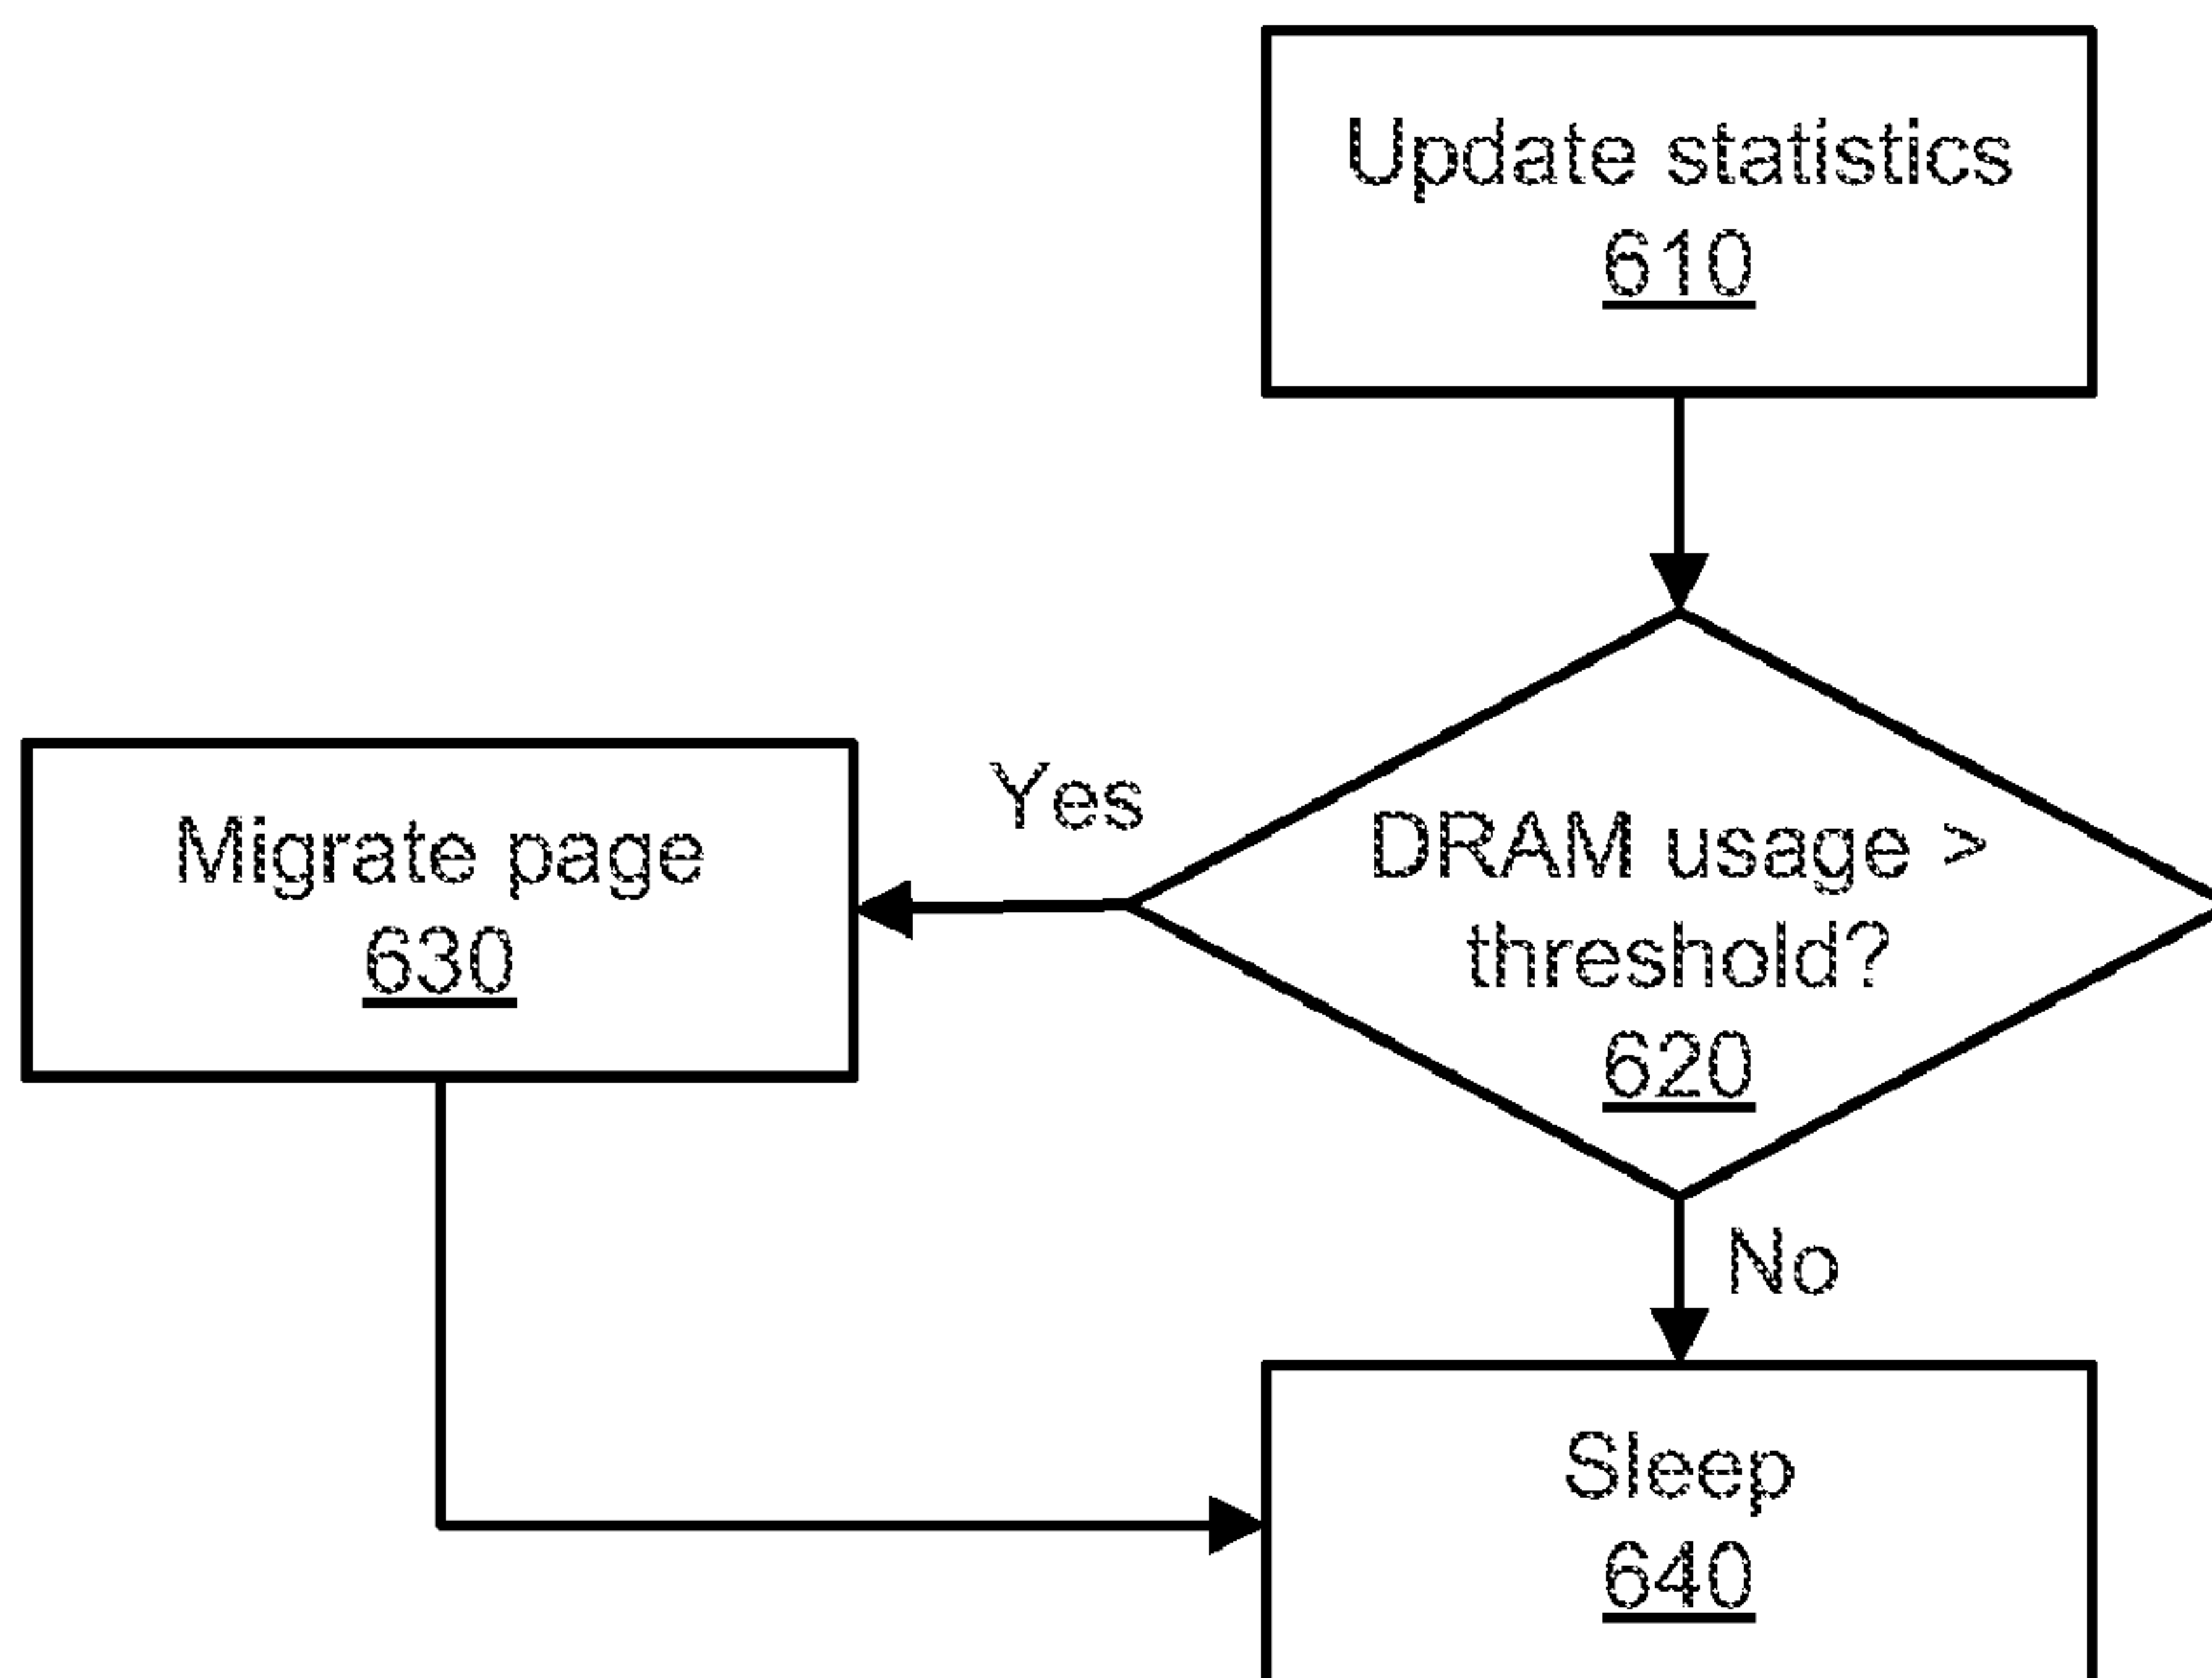 Update statistics
610
Yes
Migrate page
630
DRAM usage >
threshold?
620
No
Sleep
640